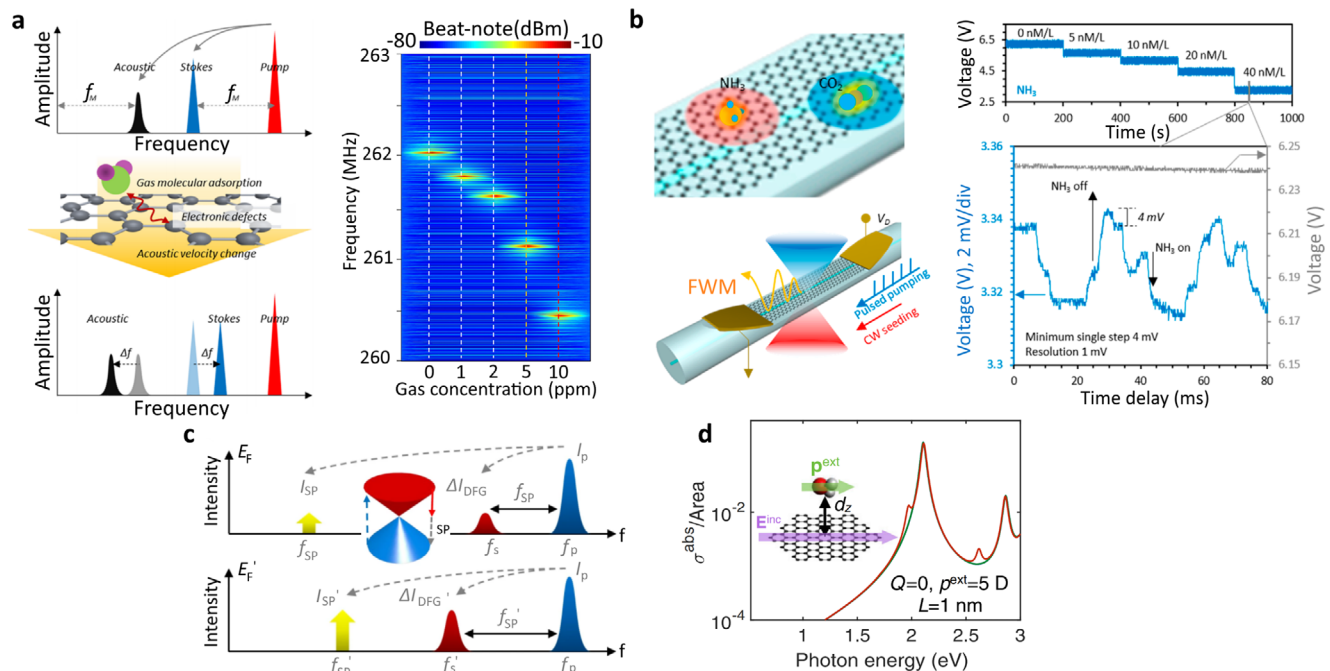 a
Amplitude
Acoustic
Stokes
Pump
f_M
f_M
Frequency
Gas molecular adsorption
Electronic defects
Acoustic velocity change
Amplitude
Acoustic
Stokes
Pump
Δf
Δf
Frequency
Beat-note(dBm)
-80
-10
Frequency (MHz)
263
262
261
260
0 1 2 5 10
Gas concentration (ppm)
b
NH₃
CO₂
V_D
FWM
Pulsed pumping
CW seeding
Voltage (V)
6.5
4.5
2.5
0 nM/L
5 nM/L
10 nM/L
20 nM/L
40 nM/L
NH₃
0 200 400 600 800 1000
Time (s)
Voltage (V), 2 mV/div
3.36
3.34
3.32
3.3
NH₃ off
4 mV
NH₃ on
Minimum single step 4 mV
Resolution 1 mV
6.25
6.23
6.21
6.19
6.17
6.15
Voltage (V)
0 20 40 60 80
Time delay (ms)
c
Intensity
E_F
I_SP
ΔI_DFG
I_p
f_SP
SP
f_SP
f_s
f_p
f
Intensity
E_F'
I_SP'
ΔI_DFG'
I_p
f_SP'
f_SP'
f_s'
f_p
f
d
σ^abs/Area
10⁻²
10⁻⁴
p^ext
d_z
E^inc
Q=0, p^ext=5 D
L=1 nm
1 1.5 2 2.5 3
Photon energy (eV)